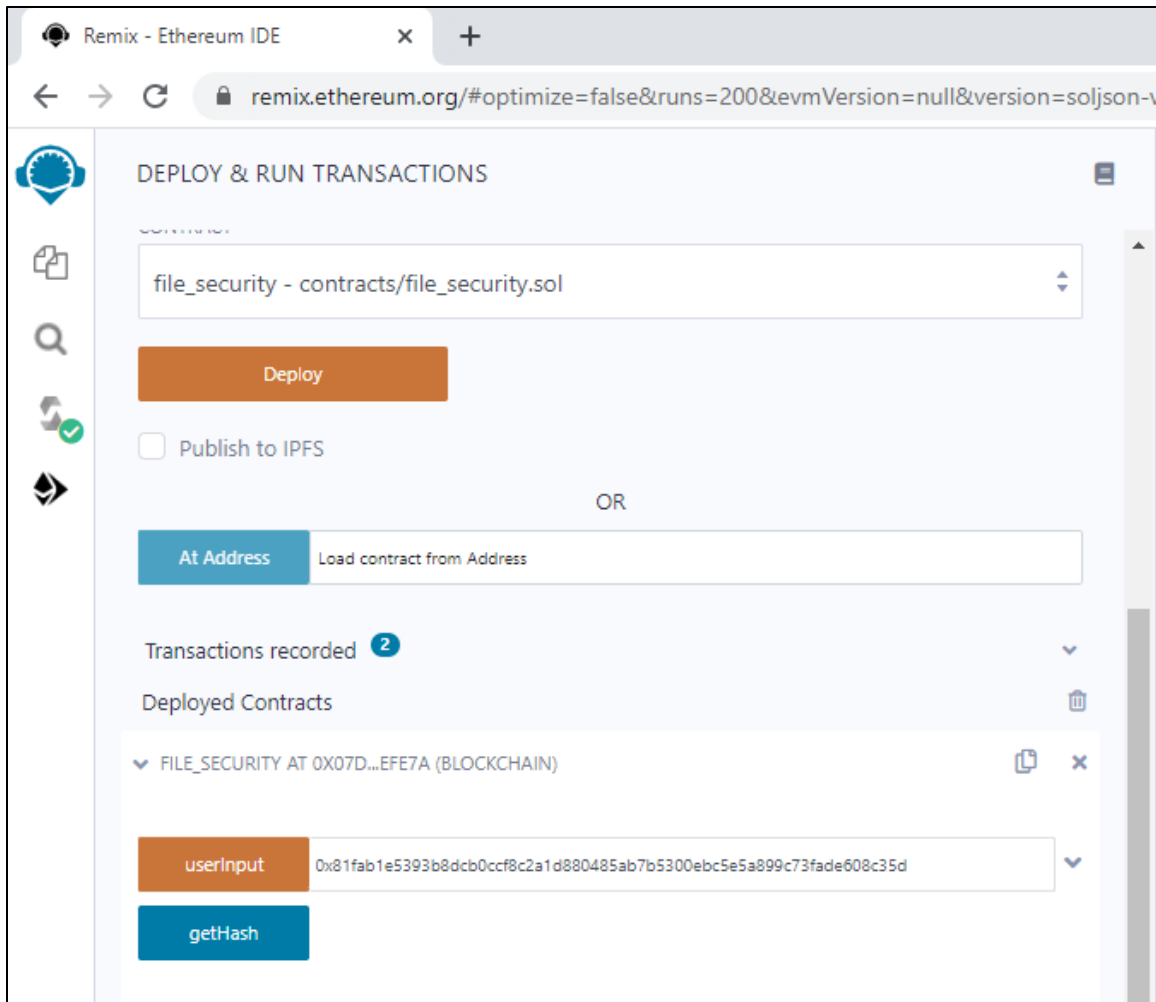 Remix - Ethereum IDE
remix.ethereum.org/#optimize=false&runs=200&evmVersion=null&version=soljson-v
DEPLOY & RUN TRANSACTIONS
CONTRACT
file_security - contracts/file_security.sol
Deploy
Publish to IPFS
OR
At Address Load contract from Address
Transactions recorded 2
Deployed Contracts
FILE_SECURITY AT 0X07D...EFE7A (BLOCKCHAIN)
userInput 0x81fab1e5393b8dcb0ccf8c2a1d880485ab7b5300ebc5e5a899c73fade608c35d
getHash